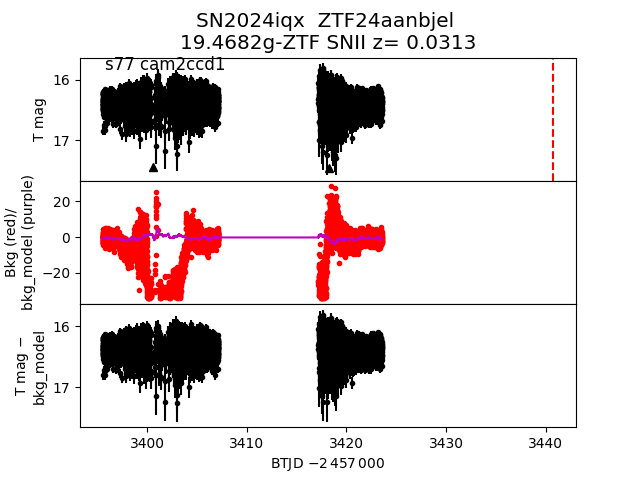 SN2024iqx  ZTF24aanbjel
19.4682g-ZTF SNII z= 0.0313
s77 cam2ccd1
16
17
T mag
20
0
−20
Bkg (red)/
bkg_model (purple)
16
17
T mag −
bkg_model
3400 3410 3420 3430 3440
BTJD −2 457 000